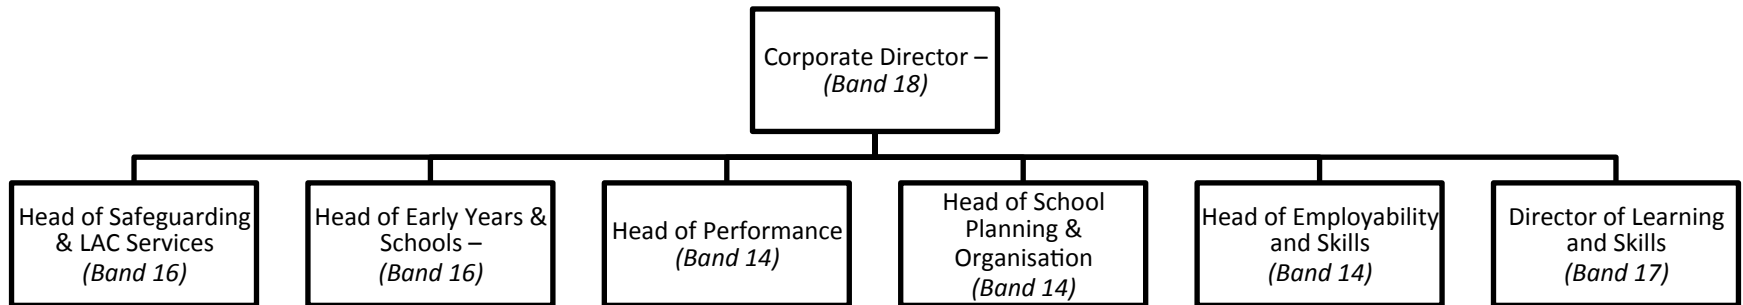 Corporate Director –
(Band 18)
Head of Safeguarding
& LAC Services
(Band 16)
Head of Early Years &
Schools –
(Band 16)
Head of Performance
(Band 14)
Head of School
Planning &
Organisation
(Band 14)
Head of Employability
and Skills
(Band 14)
Director of Learning
and Skills
(Band 17)